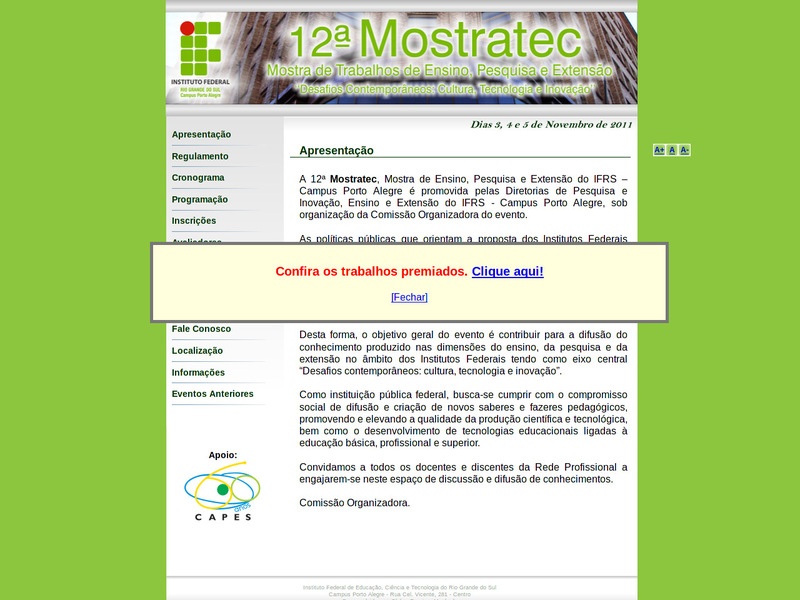 INSTITUTO FEDERAL
RIO GRANDE DO SUL
Campus Porto Alegre
12ª Mostratec
Mostra de Trabalhos de Ensino, Pesquisa e Extensão
'Desafios Contemporâneos: Cultura, Tecnologia e Inovação'
Dias 3, 4 e 5 de Novembro de 2011
A+ A A-
Apresentação
Regulamento
Cronograma
Programação
Inscrições
Avaliadores
Fale Conosco
Localização
Informações
Eventos Anteriores
Apoio:
anos
CAPES
Apresentação
A 12ª Mostratec, Mostra de Ensino, Pesquisa e Extensão do IFRS –
Campus Porto Alegre é promovida pelas Diretorias de Pesquisa e
Inovação, Ensino e Extensão do IFRS - Campus Porto Alegre, sob
organização da Comissão Organizadora do evento.
As políticas públicas que orientam a proposta dos Institutos Federais
Confira os trabalhos premiados. Clique aqui!
[Fechar]
Desta forma, o objetivo geral do evento é contribuir para a difusão do
conhecimento produzido nas dimensões do ensino, da pesquisa e da
extensão no âmbito dos Institutos Federais tendo como eixo central
“Desafios contemporâneos: cultura, tecnologia e inovação”.
Como instituição pública federal, busca-se cumprir com o compromisso
social de difusão e criação de novos saberes e fazeres pedagógicos,
promovendo e elevando a qualidade da produção científica e tecnológica,
bem como o desenvolvimento de tecnologias educacionais ligadas à
educação básica, profissional e superior.
Convidamos a todos os docentes e discentes da Rede Profissional a
engajarem-se neste espaço de discussão e difusão de conhecimentos.
Comissão Organizadora.
Instituto Federal de Educação, Ciência e Tecnologia do Rio Grande do Sul
Campus Porto Alegre - Rua Cel. Vicente, 281 - Centro